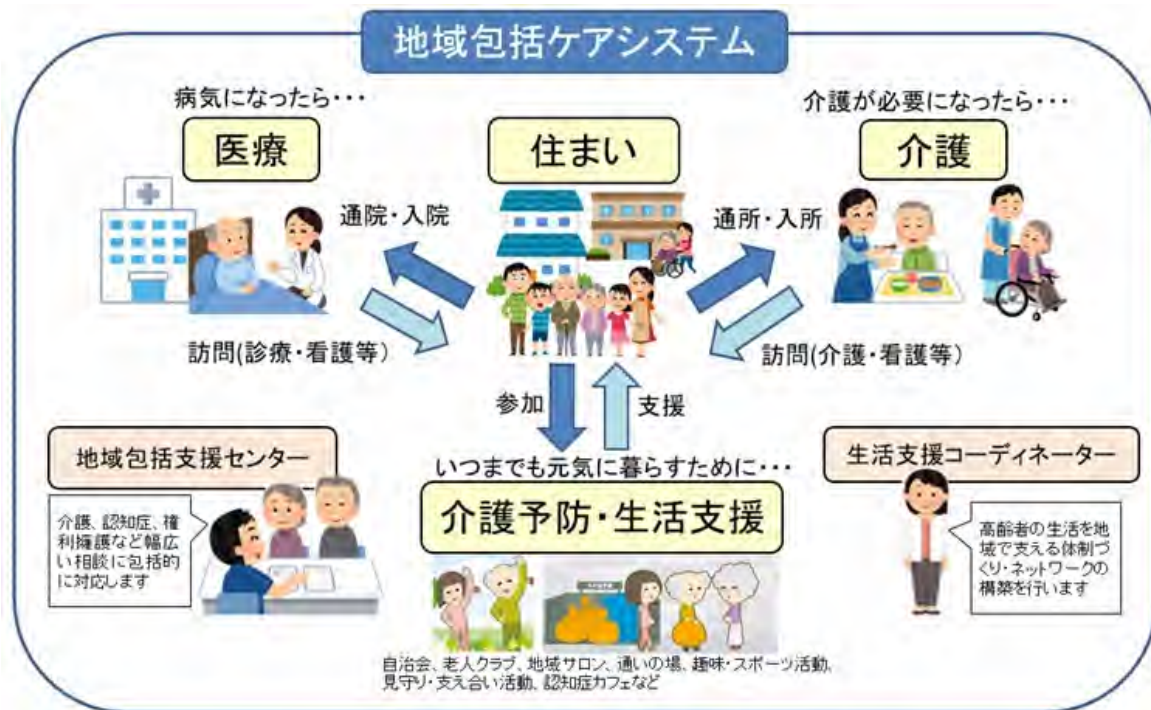 地域包括ケアシステム
病気になったら・・・
医療
住まい
介護が必要になったら・・・
介護
通院・入院
通所・入所
訪問(診療・看護等)
訪問(介護・看護等)
参加
支援
地域包括支援センター
介護、認知症、権
利擁護など幅広
い相談に包括的
に対応します
いつまでも元気に暮らすために・・・
介護予防・生活支援
生活支援コーディネーター
高齢者の生活を地
域で支える体制づ
くり・ネットワークの
構築を行います
自治会、老人クラブ、地域サロン、通いの場、趣味・スポーツ活動、
見守り・支え合い活動、認知症カフェなど